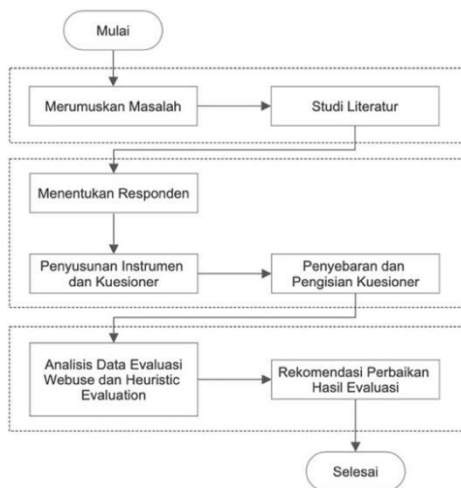 Mulai
Merumuskan Masalah
Studi Literatur
Menentukan Responden
Penyusunan Instrumen
dan Kuesioner
Penyebaran dan
Pengisian Kuesioner
Analisis Data Evaluasi
Webuse dan Heuristic
Evaluation
Rekomendasi Perbaikan
Hasil Evaluasi
Selesai